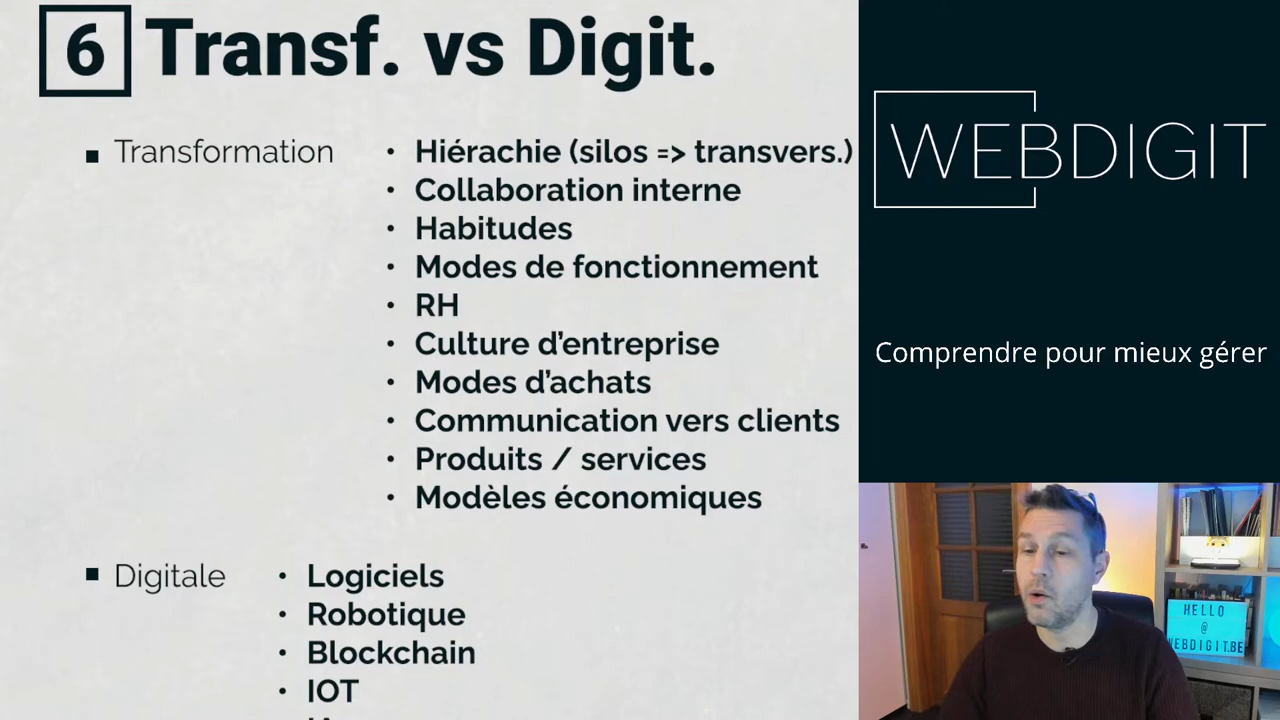 6 Transf. vs Digit.
Transformation
Hiérachie (silos => transvers.)
Collaboration interne
Habitudes
Modes de fonctionnement
RH
Culture d'entreprise
Modes d'achats
Communication vers clients
Produits / services
Modèles économiques
Digitale
Logiciels
Robotique
Blockchain
IOT
WEBDIGIT
Comprendre pour mieux gérer
HELLO
@
WEBDIGIT.BE